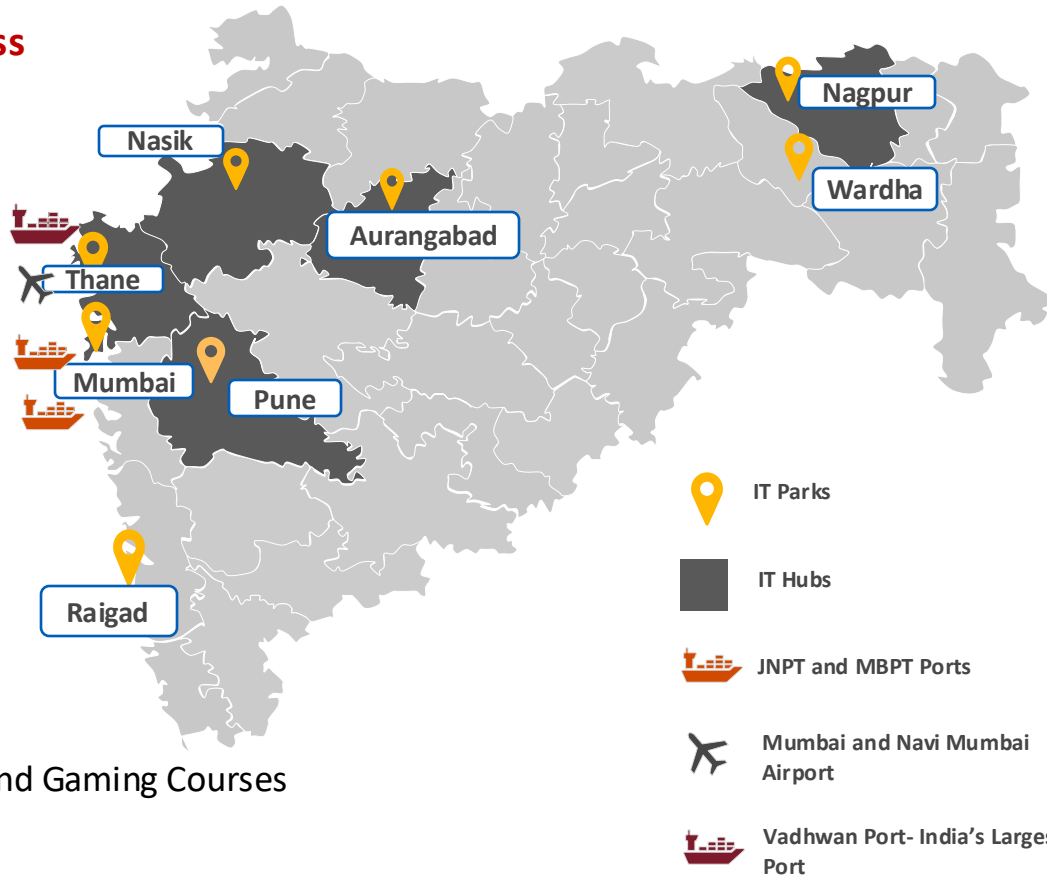 ss
Nagpur
Nasik
Wardha
Aurangabad
Thane
Mumbai
Pune
IT Parks
IT Hubs
Raigad
JNPT and MBPT Ports
Mumbai and Navi Mumbai
Airport
nd Gaming Courses
Vadhwan Port- India’s Larges
Port